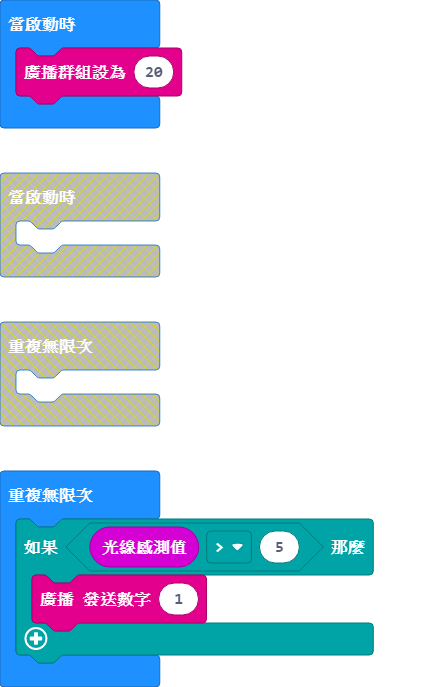 當啟動時
廣播群組設為 20
當啟動時
重複無限次
重複無限次
如果 光線感測值 > 5 那麼
廣播 發送數字 1